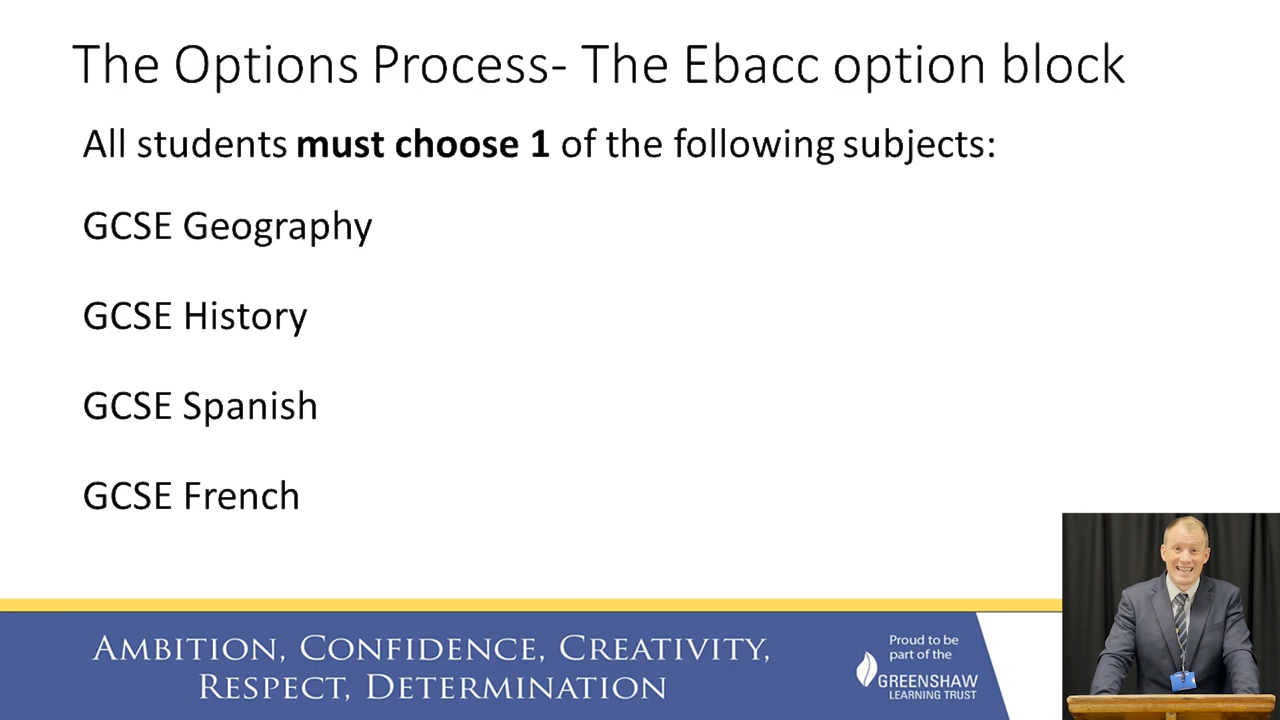 The Options Process- The Ebacc option block
All students must choose 1 of the following subjects:
GCSE Geography
GCSE History
GCSE Spanish
GCSE French
AMBITION, CONFIDENCE, CREATIVITY,
RESPECT, DETERMINATION
Proud to be
part of the
GREENSHAW
LEARNING TRUST